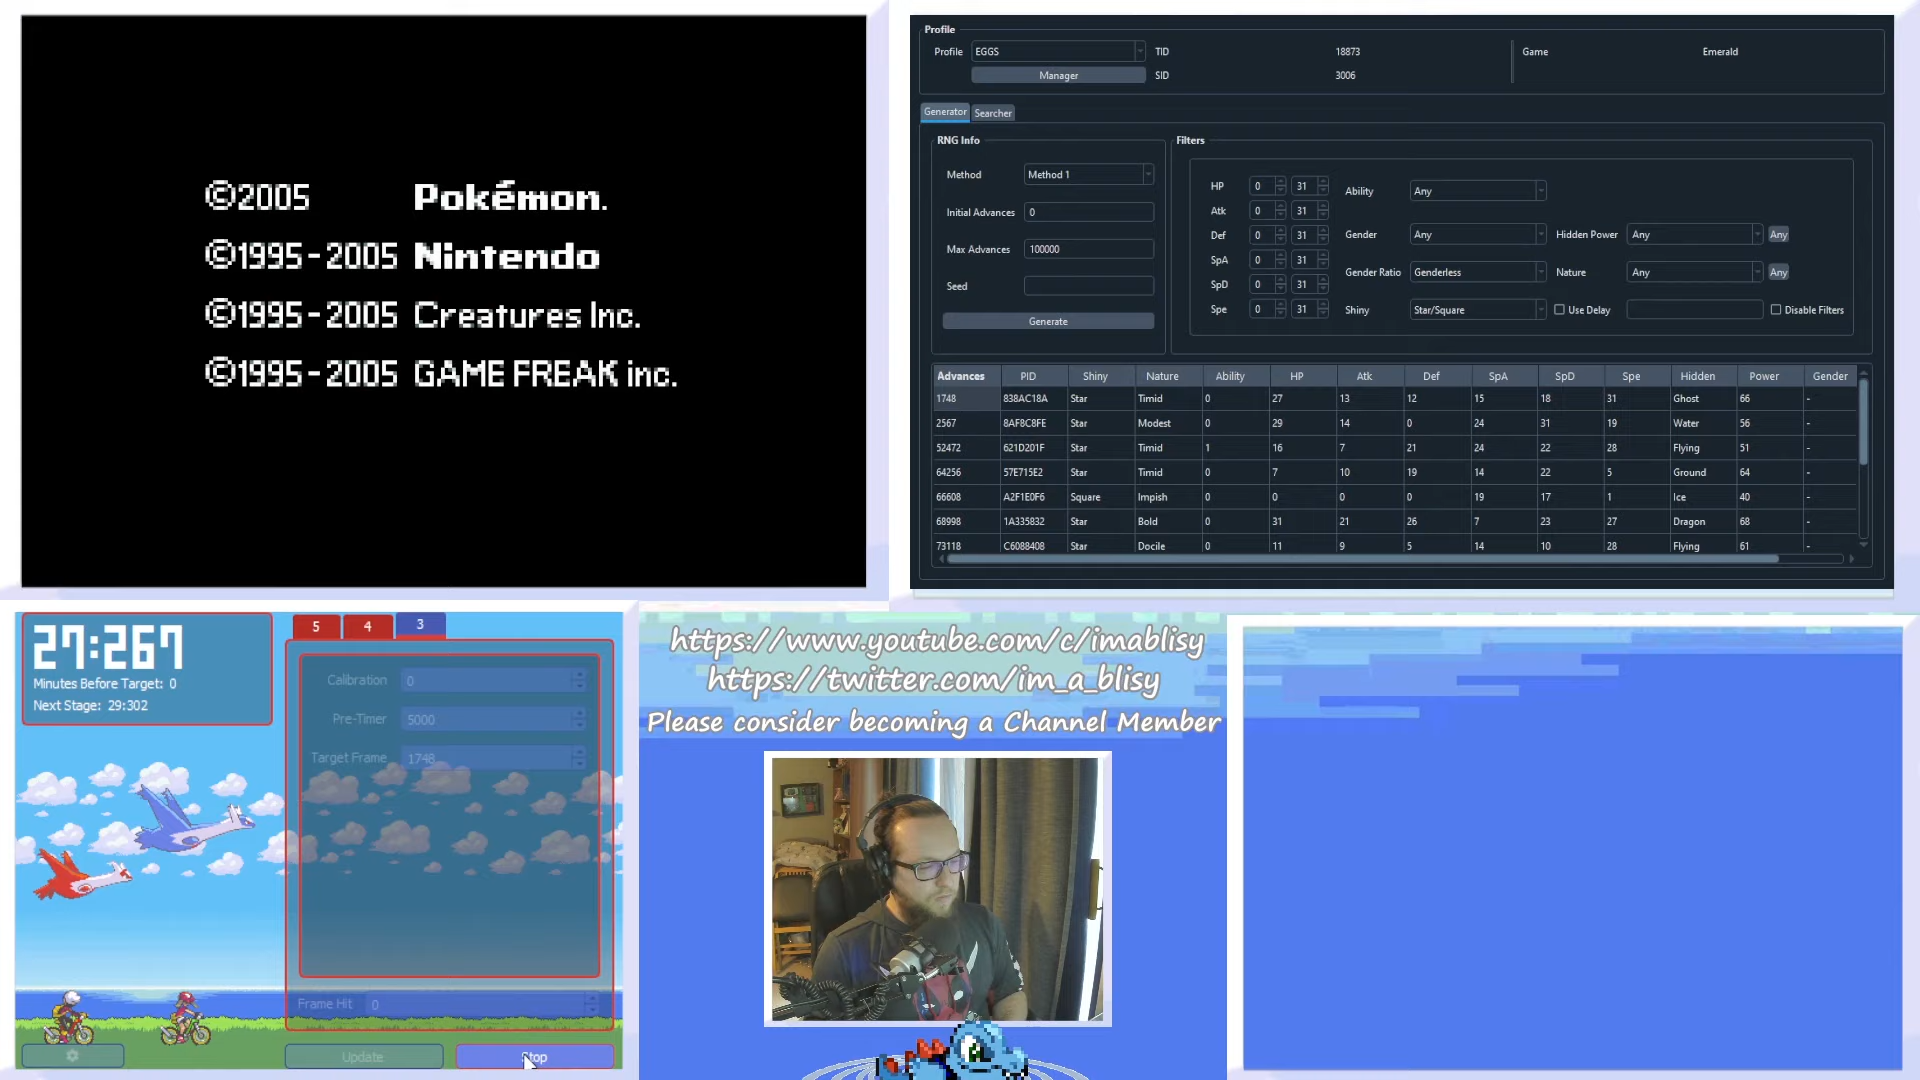 ©2005 Pokémon.
©1995-2005 Nintendo
©1995-2005 Creatures Inc.
©1995-2005 GAME FREAK inc.
Profile
Profile EGGS TID 18873 Game Emerald
Manager SID 3006
Generator Searcher
RNG Info
Method Method 1
Initial Advances 0
Max Advances 100000
Seed
Generate
Filters
HP 0 31
Atk 0 31
Def 0 31
SpA 0 31
SpD 0 31
Spe 0 31
Ability Any
Gender Any Hidden Power Any Any
Gender Ratio Genderless Nature Any Any
Shiny Star/Square Use Delay Disable Filters
Advances PID Shiny Nature Ability HP Atk Def SpA SpD Spe Hidden Power Gender
1748 838AC18A Star Timid 0 27 13 12 15 18 31 Ghost 66 -
2567 8AF8C8FE Star Modest 0 29 14 0 24 31 19 Water 56 -
52472 621D201F Star Timid 1 16 7 21 24 22 28 Flying 51 -
64256 57E715E2 Star Timid 0 7 10 19 14 22 5 Ground 64 -
66608 A2F1E0F6 Square Impish 0 0 0 0 19 17 1 Ice 40 -
68998 1A335832 Star Bold 0 31 21 26 7 23 27 Dragon 68 -
73118 C6088408 Star Docile 0 11 9 5 14 10 28 Flying 61 -
27:267
Minutes Before Target: 0
Next Stage: 29:302
5 4 3
Calibration 0
Pre-Timer 5000
Target Frame 1748
Frame Hit 0
Update Stop
https://www.youtube.com/c/imablisy
https://twitter.com/im_a_blisy
Please consider becoming a Channel Member